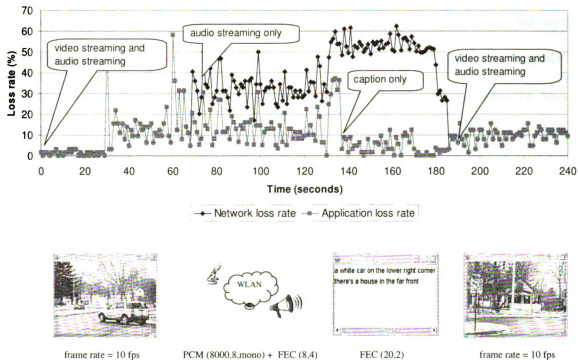 Loss rate (%)
70
60
50
40
30
20
10
0
video streaming and
audio streaming
audio streaming only
caption only
video streaming and
audio streaming
0 20 40 60 80 100 120 140 160 180 200 220 240
Time (seconds)
Network loss rate Application loss rate
WLAN
a white car on the lower right corner
there's a house in the far front
frame rate = 10 fps PCM (8000,8,mono) + FEC (8,4) FEC (20,2) frame rate = 10 fps